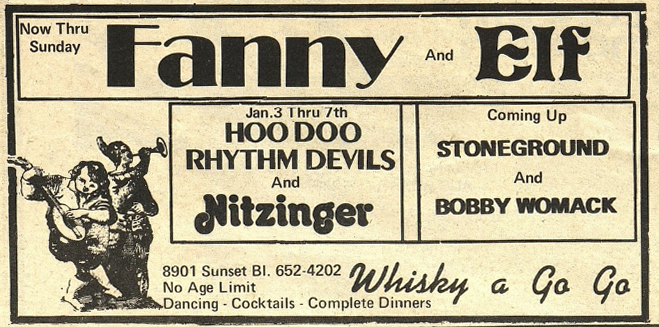 Now Thru
Sunday
Fanny And Elf
Jan.3 Thru 7th
HOO DOO
RHYTHM DEVILS
And
Nitzinger
Coming Up
STONEGROUND
And
BOBBY WOMACK
8901 Sunset Bl. 652-4202
No Age Limit
Dancing - Cocktails - Complete Dinners
Whisky a Go Go